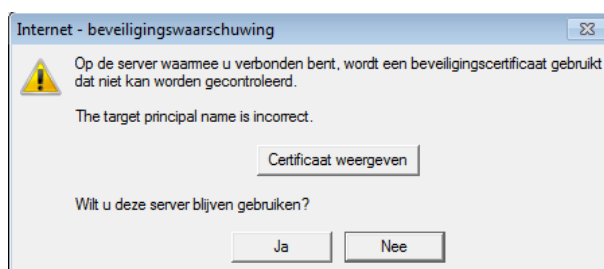 Internet - beveiligingswaarschuwing
Op de server waarmee u verbonden bent, wordt een beveiligingscertificaat gebruikt
dat niet kan worden gecontroleerd.
The target principal name is incorrect.
Certificaat weergeven
Wilt u deze server blijven gebruiken?
Ja
Nee